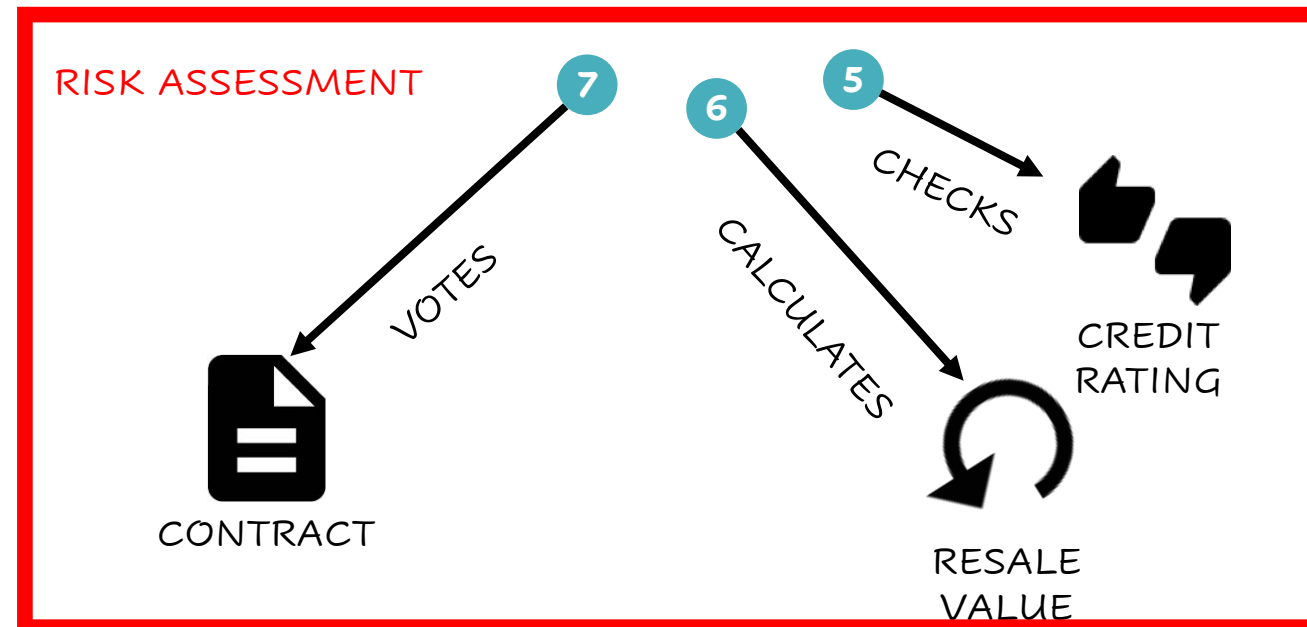 RISK ASSESSMENT
7
6
5
CHECKS
VOTES
CALCULATES
CREDIT
RATING
CONTRACT
RESALE
VALUE